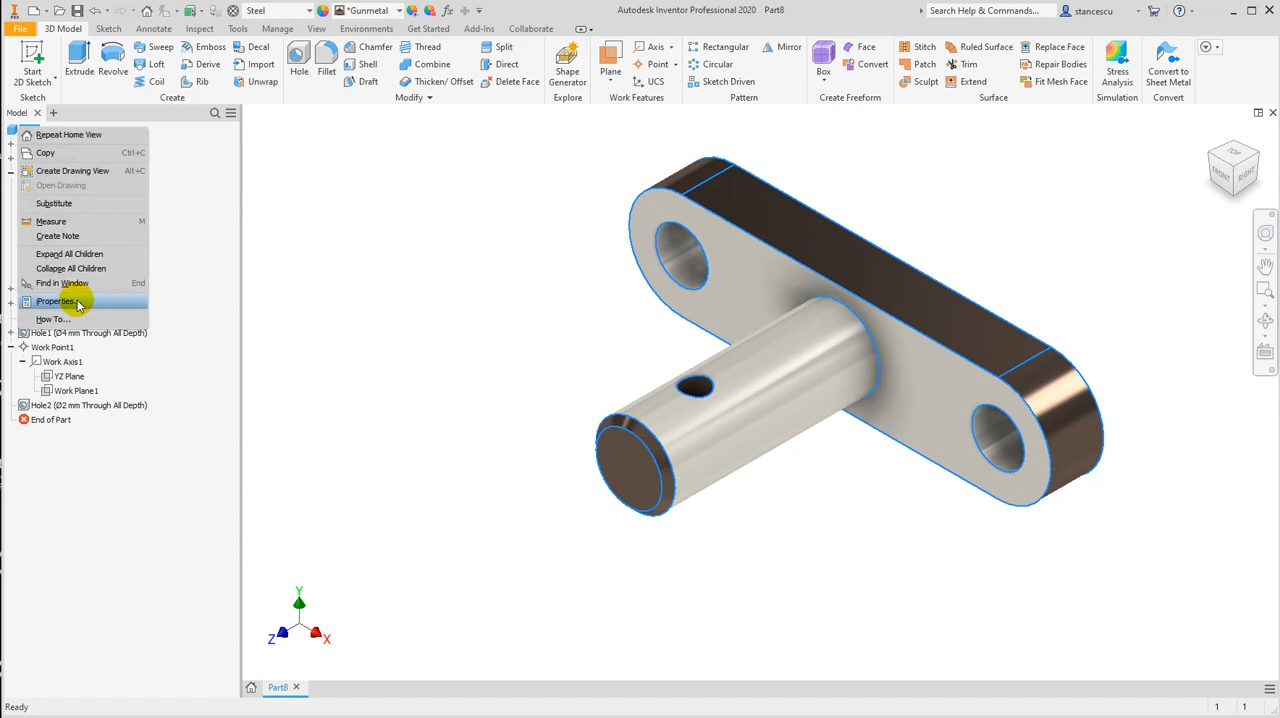 PRO
Steel
*Gunmetal
fx
Autodesk Inventor Professional 2020 Part8
Search Help & Commands...
stancescu
File
3D Model
Sketch
Annotate
Inspect
Tools
Manage
View
Environments
Get Started
Add-Ins
Collaborate
Start
2D Sketch
Extrude
Revolve
Sweep
Emboss
Decal
Loft
Derive
Import
Coil
Rib
Unwrap
Hole
Fillet
Chamfer
Thread
Split
Shell
Combine
Direct
Draft
Thicken/ Offset
Delete Face
Shape
Generator
Plane
Axis
Point
UCS
Rectangular
Mirror
Circular
Sketch Driven
Box
Face
Convert
Stitch
Ruled Surface
Replace Face
Patch
Trim
Repair Bodies
Sculpt
Extend
Fit Mesh Face
Stress
Analysis
Convert to
Sheet Metal
Sketch
Create
Modify
Explore
Work Features
Pattern
Create Freeform
Surface
Simulation
Convert
Model
Repeat Home View
Copy Ctrl+C
Create Drawing View Alt+C
Open Drawing
Substitute
Measure M
Create Note
Expand All Children
Collapse All Children
Find in Window End
iProperties...
How To...
Hole1 (Ø4 mm Through All Depth)
Work Point1
Work Axis1
YZ Plane
Work Plane1
Hole2 (Ø2 mm Through All Depth)
End of Part
TOP
FRONT
RIGHT
Y
Z
X
Part8
Ready
1 1